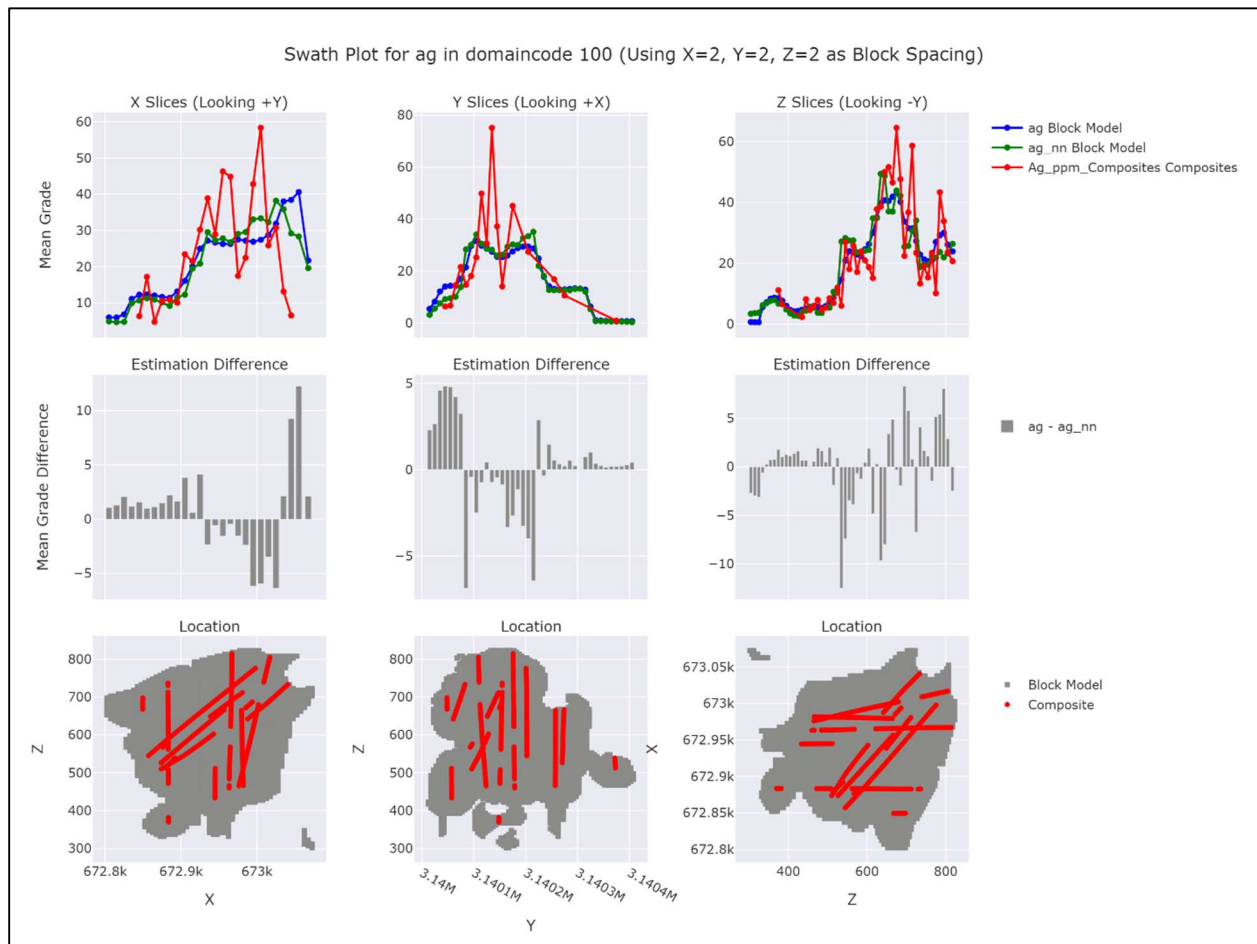 Swath Plot for ag in domaincode 100 (Using X=2, Y=2, Z=2 as Block Spacing)
X Slices (Looking +Y)
Y Slices (Looking +X)
Z Slices (Looking -Y)
Mean Grade
60
50
40
30
20
10
80
60
40
20
0
60
40
20
0
ag Block Model
ag_nn Block Model
Ag_ppm_Composites Composites
Estimation Difference
Estimation Difference
Estimation Difference
Mean Grade Difference
10
5
0
−5
5
0
−5
5
0
−5
−10
ag - ag_nn
Location
Location
Location
Z
800
700
600
500
400
300
Z
800
700
600
500
400
300
X
673.05k
673k
672.95k
672.9k
672.85k
672.8k
Block Model
Composite
672.8k 672.9k 673k
3.14M 3.1401M 3.1402M 3.1403M 3.1404M
400 600 800
X
Y
Z